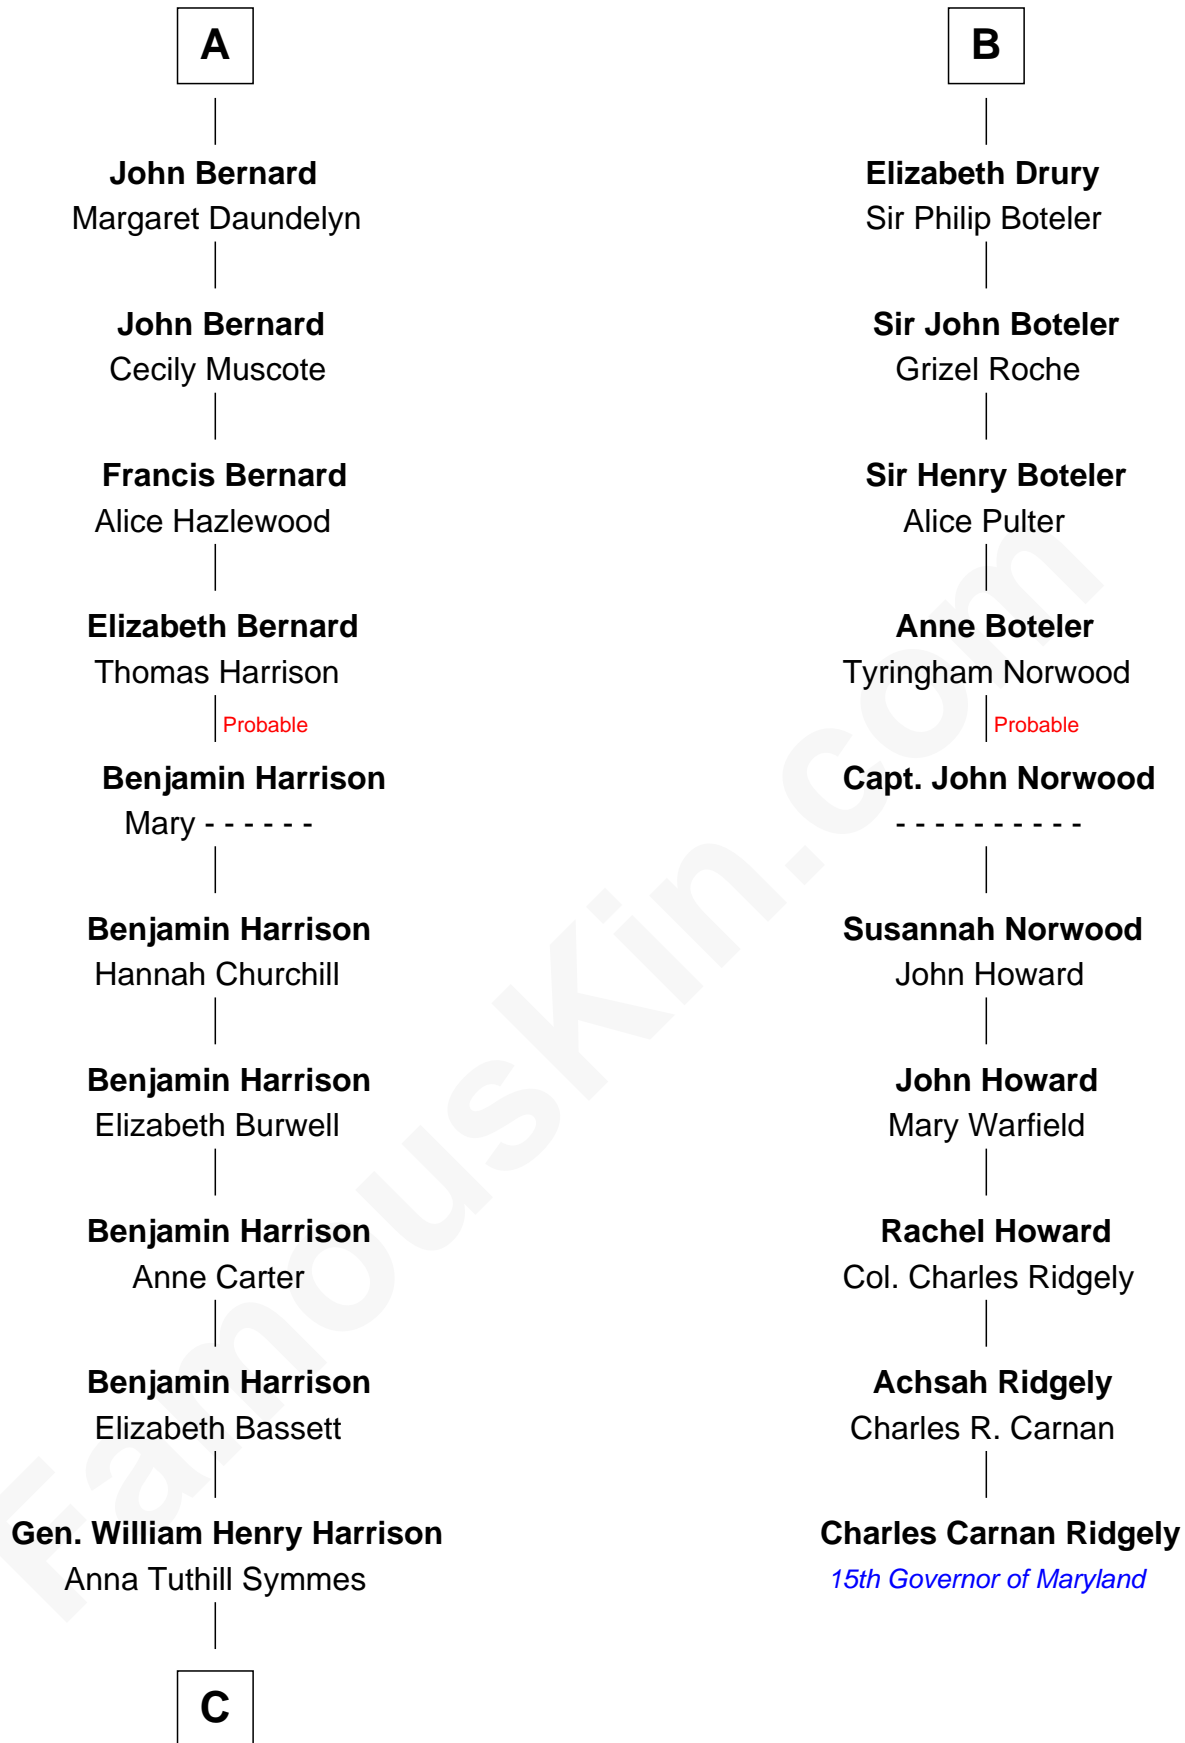 A
John Bernard
Margaret Daundelyn
John Bernard
Cecily Muscote
Francis Bernard
Alice Hazlewood
Elizabeth Bernard
Thomas Harrison
Probable
Benjamin Harrison
Mary - - - - - -
Benjamin Harrison
Hannah Churchill
Benjamin Harrison
Elizabeth Burwell
Benjamin Harrison
Anne Carter
Benjamin Harrison
Elizabeth Bassett
Gen. William Henry Harrison
Anna Tuthill Symmes
C
B
Elizabeth Drury
Sir Philip Boteler
Sir John Boteler
Grizel Roche
Sir Henry Boteler
Alice Pulter
Anne Boteler
Tyringham Norwood
Probable
Capt. John Norwood
- - - - - - - - - -
Susannah Norwood
John Howard
John Howard
Mary Warfield
Rachel Howard
Col. Charles Ridgely
Achsah Ridgely
Charles R. Carnan
Charles Carnan Ridgely
15th Governor of Maryland
FamousKin.com